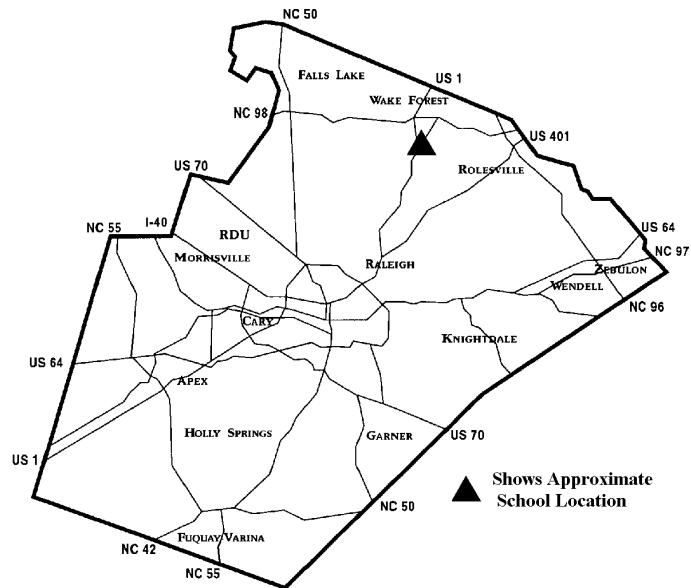 NC 50
FALLS LAKE
US 1
WAKE FOREST
NC 98
US 401
ROLESVILLE
US 70
NC 55
I-40
RDU
MORRISVILLE
RALEIGH
US 64
NC 97
ZEBULON
WENDELL
NC 96
CARY
KNIGHTDALE
US 64
APEX
HOLLY SPRINGS
GARNER
US 70
US 1
Shows Approximate
School Location
NC 50
FUQUAY VARINA
NC 42
NC 55